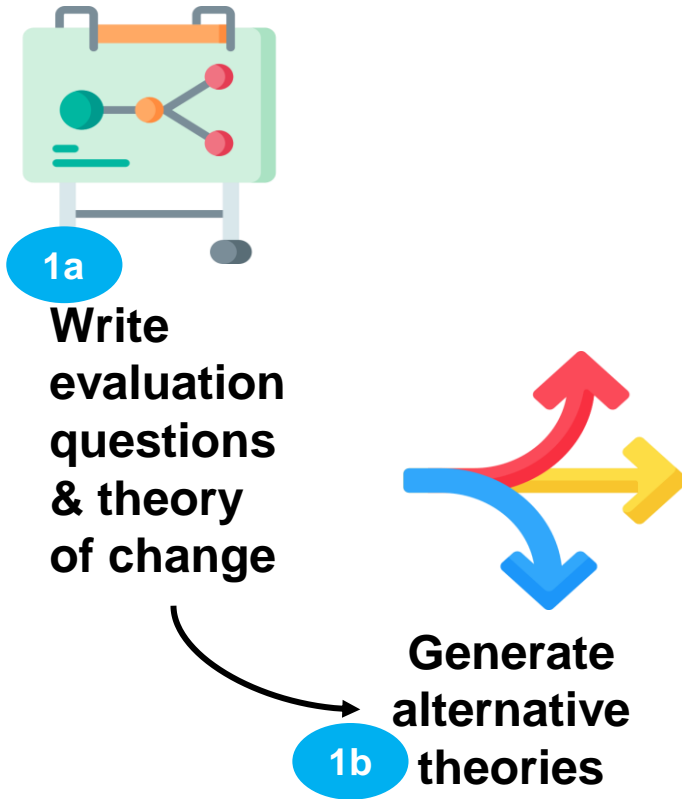 1a
Write
evaluation
questions
& theory
of change
Generate
alternative
1b
theories